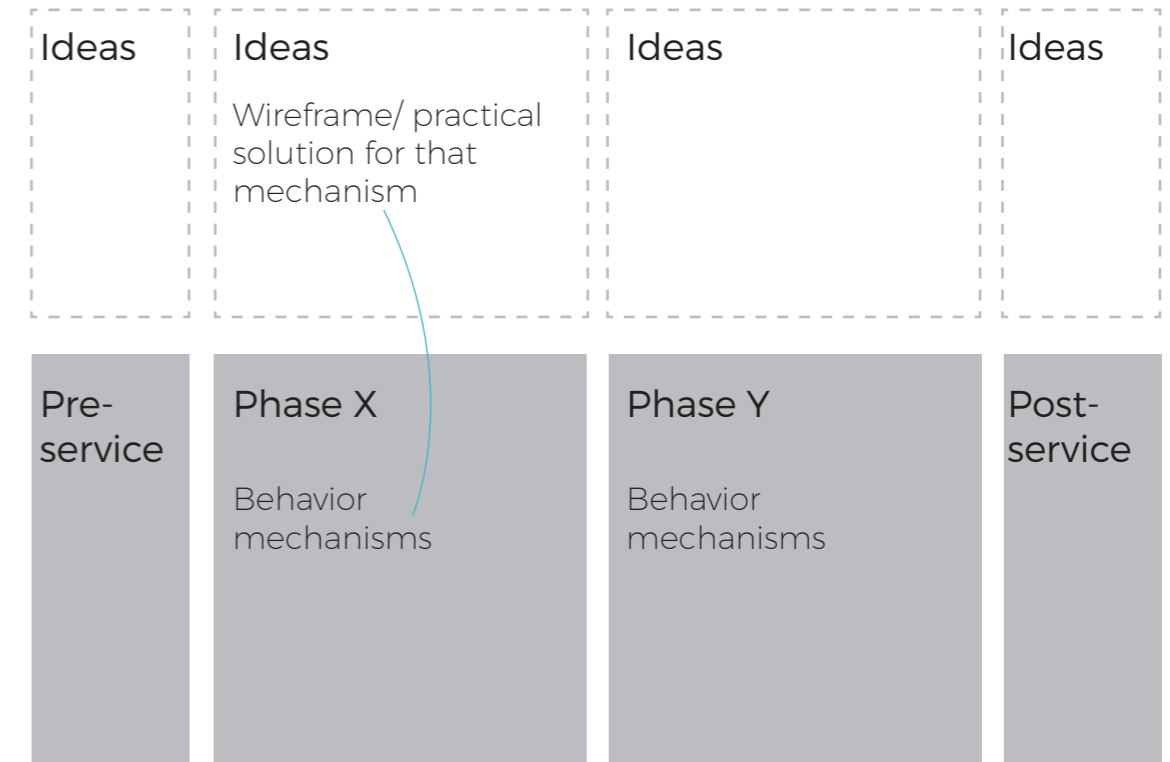 Ideas
Ideas
Wireframe/ practical
solution for that
mechanism
Ideas
Ideas
Pre-
service
Phase X
Behavior
mechanisms
Phase Y
Behavior
mechanisms
Post-
service